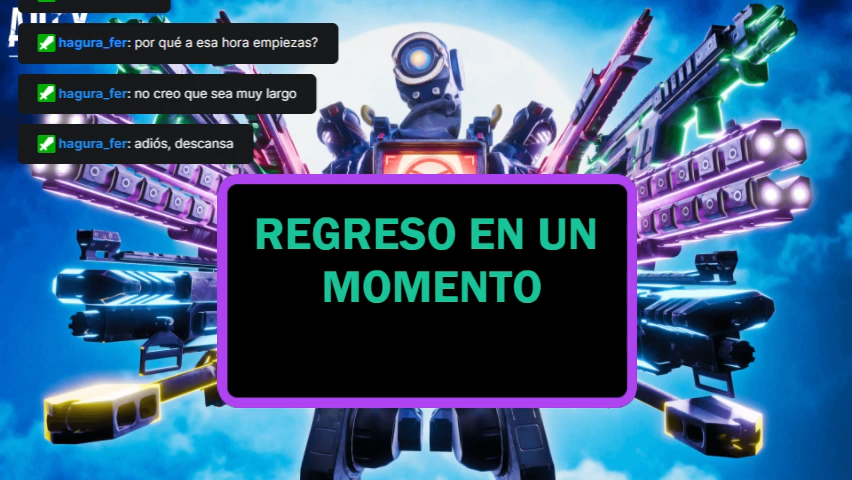 hagura_fer: por qué a esa hora empiezas?
hagura_fer: no creo que sea muy largo
hagura_fer: adiós, descansa
REGRESO EN UN
MOMENTO